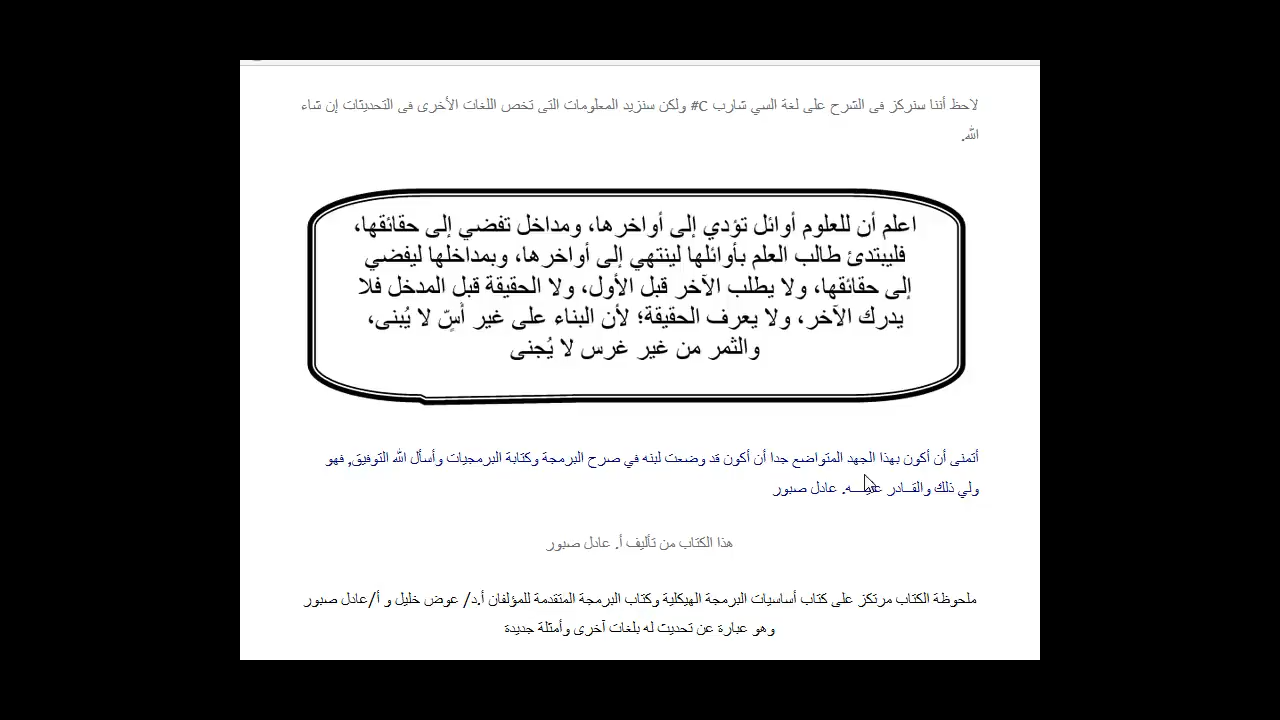 لاحظ أننا سنركز فى الشرح على لغة السي شارب C# ولكن سنزيد المعلومات التى تخص اللغات الأخرى فى التحديثات إن شاء
الله.
اعلم أن للعلوم أوائل تؤدي إلى أواخرها، ومداخل تفضي إلى حقائقها،
فليبتدئ طالب العلم بأوائلها لينتهي إلى أواخرها، وبمداخلها ليفضي
إلى حقائقها، ولا يطلب الآخر قبل الأول، ولا الحقيقة قبل المدخل فلا
يدرك الآخر، ولا يعرف الحقيقة؛ لأن البناء على غير أسٍّ لا يُبنى،
والثمر من غير غرس لا يُجنى
أتمنى أن أكون بهذا الجهد المتواضع جدا أن أكون قد وضعت لبنه في صرح البرمجة وكتابة البرمجيات وأسأل الله التوفيق, فهو
ولي ذلك والقــادر عليـــه. عادل صبور
هذا الكتاب من تأليف أ. عادل صبور
ملحوظة الكتاب مرتكز على كتاب أساسيات البرمجة الهيكلية وكتاب البرمجة المتقدمة للمؤلفان أ.د/ عوض خليل و أ/عادل صبور
وهو عبارة عن تحديث له بلغات آخرى وأمثلة جديدة